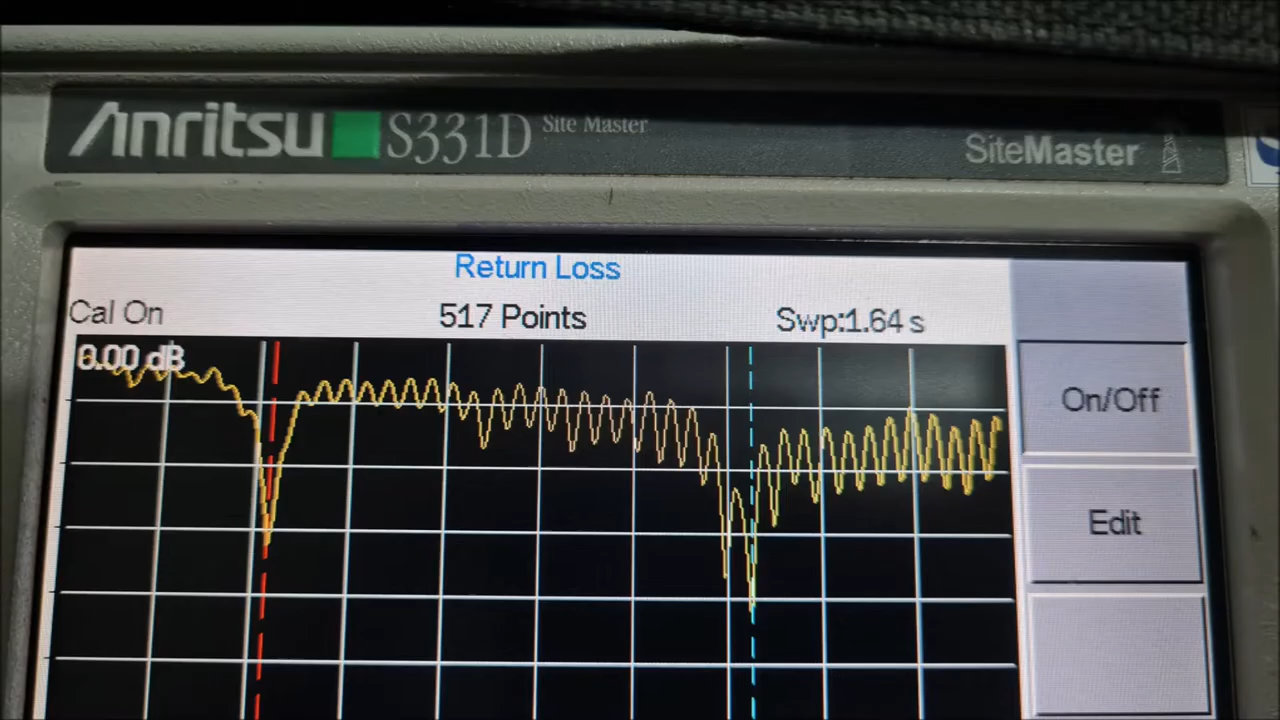 Anritsu S331D Site Master
SiteMaster
Return Loss
Cal On 517 Points Swp:1.64 s
0.00 dB
On/Off
Edit